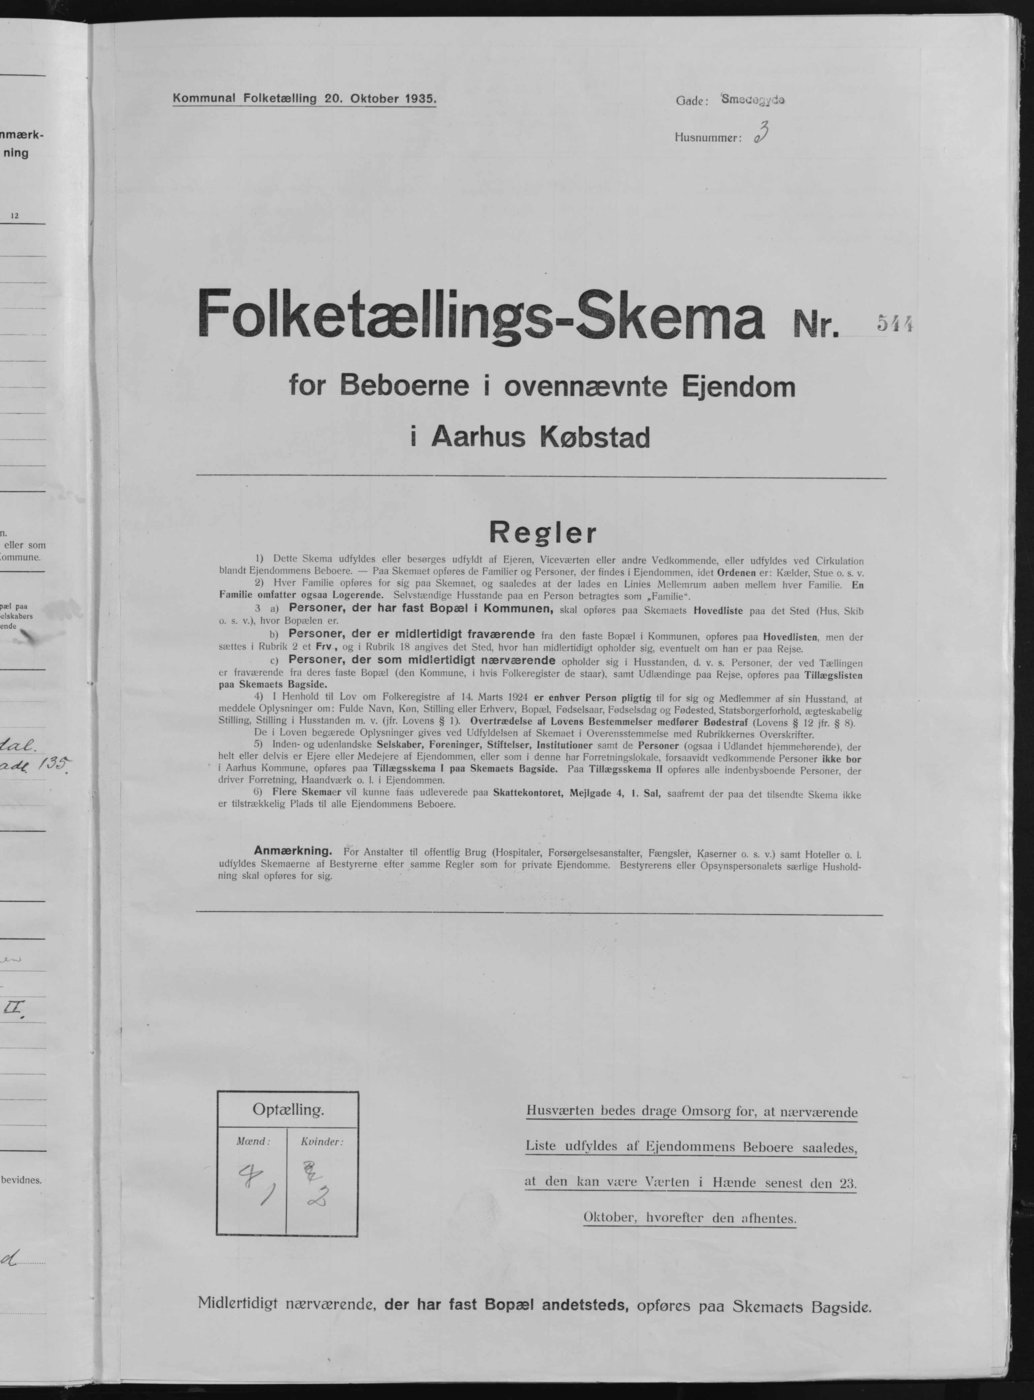 Kommunal Folketælling 20. Oktober 1935.
Gade: Smedegyde
Husnummer: 3
nmærk-
ning
12
Folketællings-Skema Nr. 544
for Beboerne i ovennævnte Ejendom
i Aarhus Købstad
Regler
1) Dette Skema udfyldes eller besørges udfyldt af Ejeren, Viceværten eller andre Vedkommende, eller udfyldes ved Cirkulation
blandt Ejendommens Beboere. — Paa Skemaet opføres de Familier og Personer, der findes i Ejendommen, idet Ordenen er: Kælder, Stue o. s. v.
2) Hver Familie opføres for sig paa Skemaet, og saaledes at der lades en Linies Mellemrum aaben mellem hver Familie. En
Familie omfatter ogsaa Logerende. Selvstændige Husstande paa en Person betragtes som „Familie“.
3 a) Personer, der har fast Bopæl i Kommunen, skal opføres paa Skemaets Hovedliste paa det Sted (Hus, Skib
o. s. v.), hvor Bopælen er.
b) Personer, der er midlertidigt fraværende fra den faste Bopæl i Kommunen, opføres paa Hovedlisten, men der
sættes i Rubrik 2 et Frv., og i Rubrik 18 angives det Sted, hvor han midlertidigt opholder sig, eventuelt om han er paa Rejse.
c) Personer, der som midlertidigt nærværende opholder sig i Husstanden, d. v. s. Personer, der ved Tællingen
er fraværende fra deres faste Bopæl (den Kommune, i hvis Folkeregister de staar), samt Udlændinge paa Rejse, opføres paa Tillægslisten
paa Skemaets Bagside.
4) I Henhold til Lov om Folkeregistre af 14. Marts 1924 er enhver Person pligtig til for sig og Medlemmer af sin Husstand, at
meddele Oplysninger om: Fulde Navn, Køn, Stilling eller Erhverv, Bopæl, Fødselsaar, Fødselsdag og Fødested, Statsborgerforhold, ægteskabelig
Stilling, Stilling i Husstanden m. v. (jfr. Lovens § 1). Overtrædelse af Lovens Bestemmelser medfører Bødestraf (Lovens § 12 jfr. § 8).
De i Loven begærede Oplysninger gives ved Udfyldelsen af Skemaet i Overensstemmelse med Rubrikkernes Overskrifter.
5) Inden- og udenlandske Selskaber, Foreninger, Stiftelser, Institutioner samt de Personer (ogsaa i Udlandet hjemmehørende), der
helt eller delvis er Ejere eller Medejere af Ejendommen, eller som i denne har Forretningslokale, forsaavidt vedkommende Personer ikke bor
i Aarhus Kommune, opføres paa Tillægsskema I paa Skemaets Bagside. Paa Tillægsskema II opføres alle indenbysboende Personer, der
driver Forretning, Haandværk o. l. i Ejendommen.
6) Flere Skemaer vil kunne faas udleverede paa Skattekontoret, Mejlgade 4, 1. Sal, saafremt der paa det tilsendte Skema ikke
er tilstrækkelig Plads til alle Ejendommens Beboere.
Anmærkning. For Anstalter til offentlig Brug (Hospitaler, Forsørgelsesanstalter, Fængsler, Kaserner o. s. v.) samt Hoteller o. l.
udfyldes Skemaerne af Bestyrerne efter samme Regler som for private Ejendomme. Bestyrerens eller Opsynspersonalets særlige Hushold-
ning skal opføres for sig.
n.
eller som
Kommune.
pæl paa
elskabers
ende
dal.
ade 135.
en
II.
bevidnes.
d
Optælling.
Mænd: Kvinder:
1 2
Husværten bedes drage Omsorg for, at nærværende
Liste udfyldes af Ejendommens Beboere saaledes,
at den kan være Værten i Hænde senest den 23.
Oktober, hvorefter den afhentes.
Midlertidigt nærværende, der har fast Bopæl andetsteds, opføres paa Skemaets Bagside.